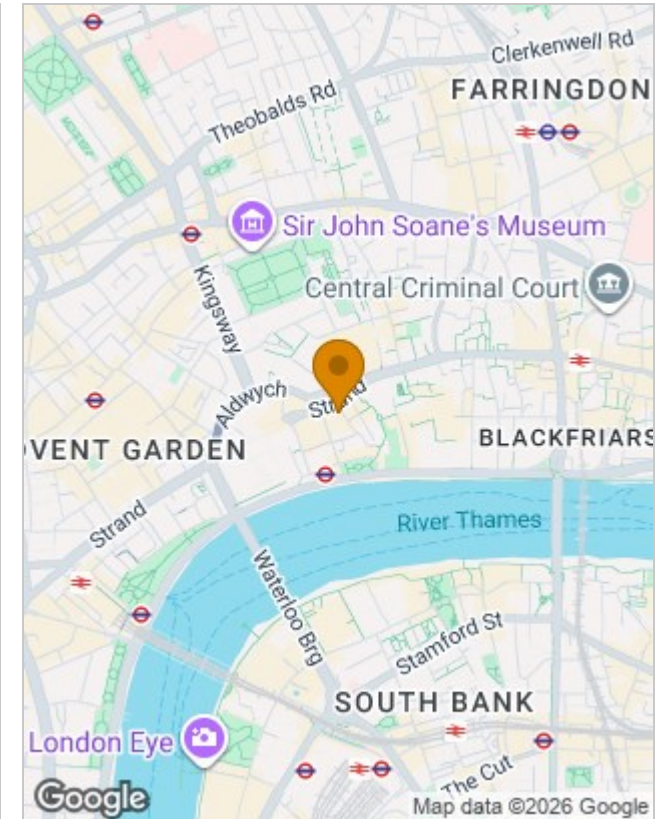 Clerkenwell Rd
FARRINGDON
Theobalds Rd
Sir John Soane's Museum
Kingsway
Central Criminal Court
Aldwych
Strand
VENT GARDEN
BLACKFRIARS
River Thames
Strand
Waterloo Brg
Stamford St
SOUTH BANK
London Eye
The Cut
Google
Map data ©2026 Google